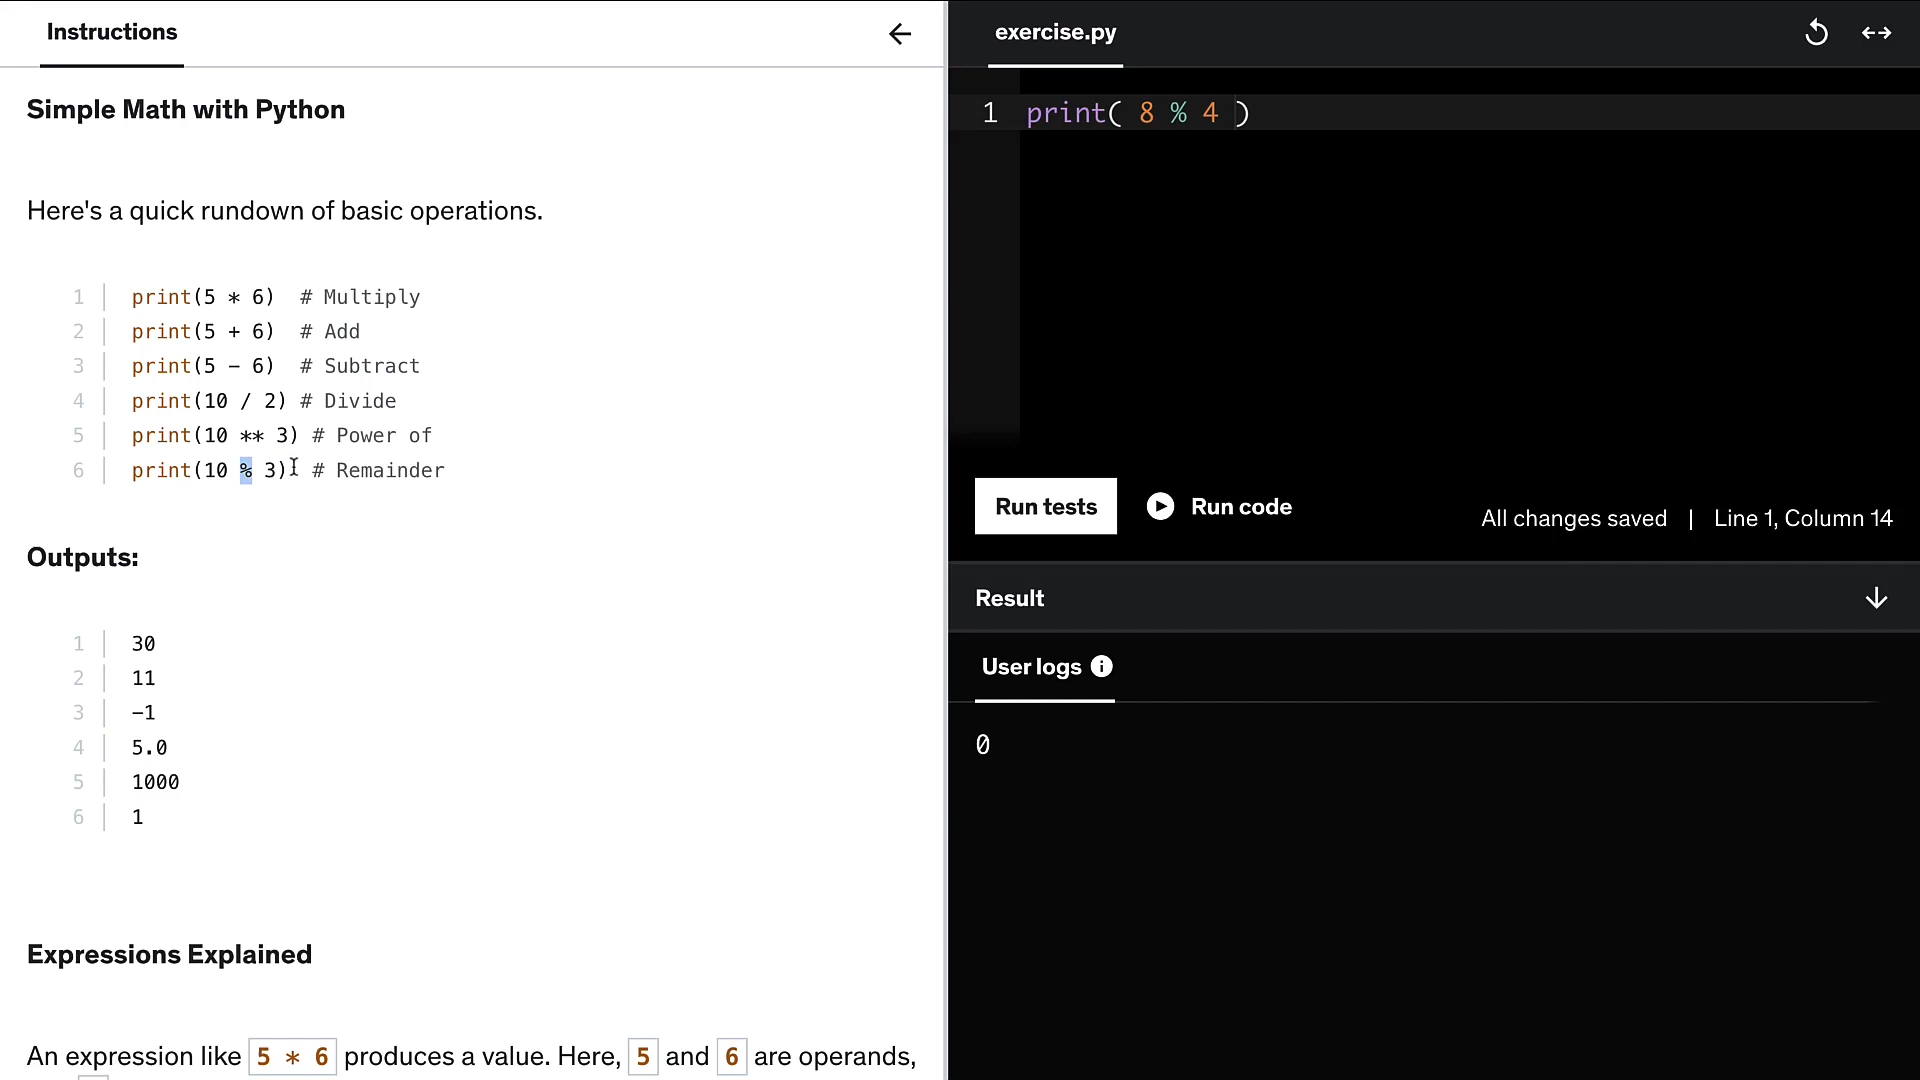 Instructions
Simple Math with Python
Here's a quick rundown of basic operations.
1 print(5 * 6) # Multiply
2 print(5 + 6) # Add
3 print(5 - 6) # Subtract
4 print(10 / 2) # Divide
5 print(10 ** 3) # Power of
6 print(10 % 3) # Remainder
Outputs:
1 30
2 11
3 -1
4 5.0
5 1000
6 1
Expressions Explained
An expression like 5 * 6 produces a value. Here, 5 and 6 are operands,
exercise.py
1 print( 8 % 4 )
Run tests Run code All changes saved | Line 1, Column 14
Result
User logs
0